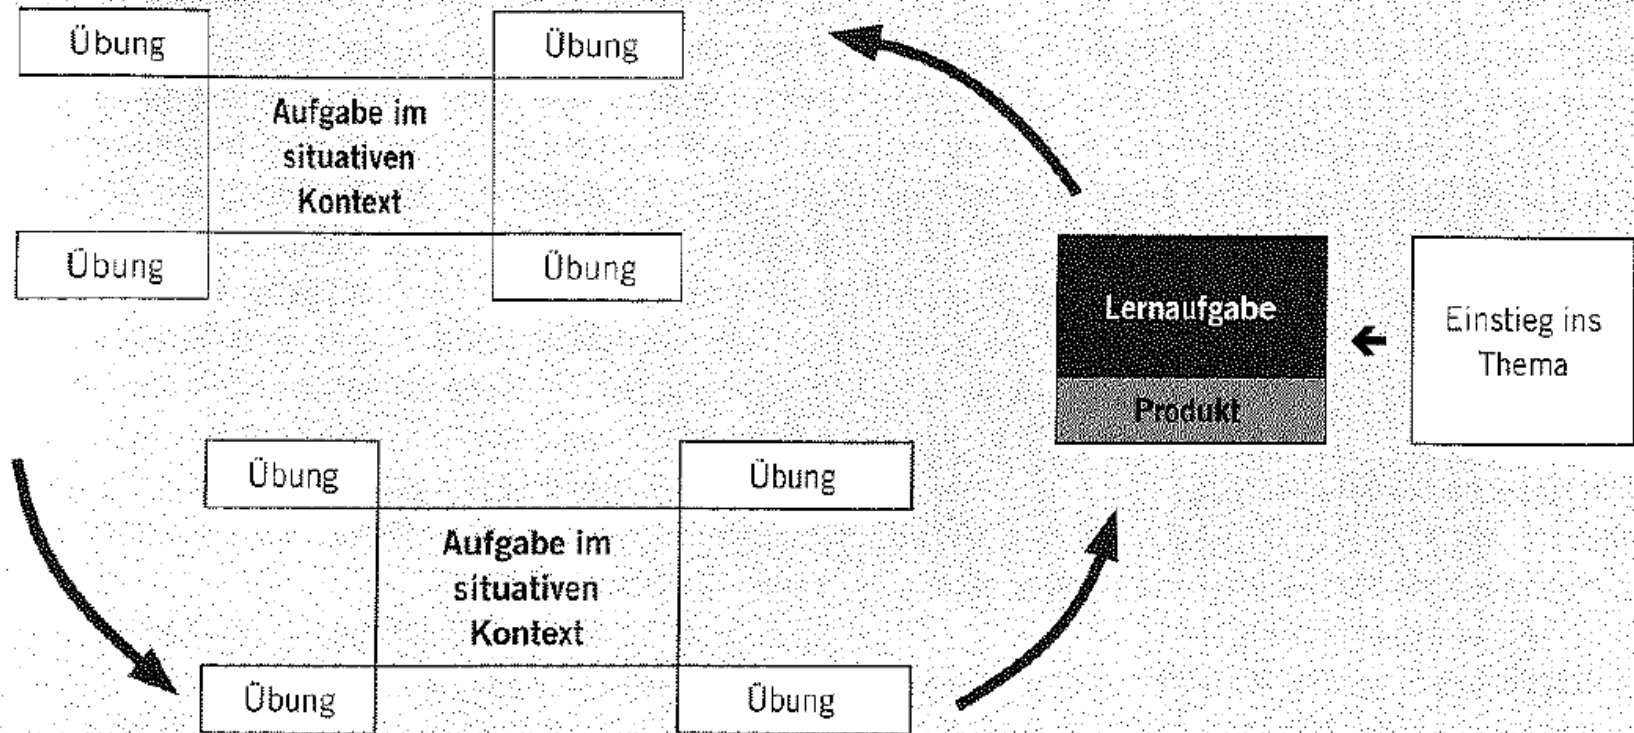 Übung
Übung
Aufgabe im
situativen
Kontext
Übung
Übung
Lernaufgabe
Produkt
Einstieg ins
Thema
Übung
Übung
Aufgabe im
situativen
Kontext
Übung
Übung